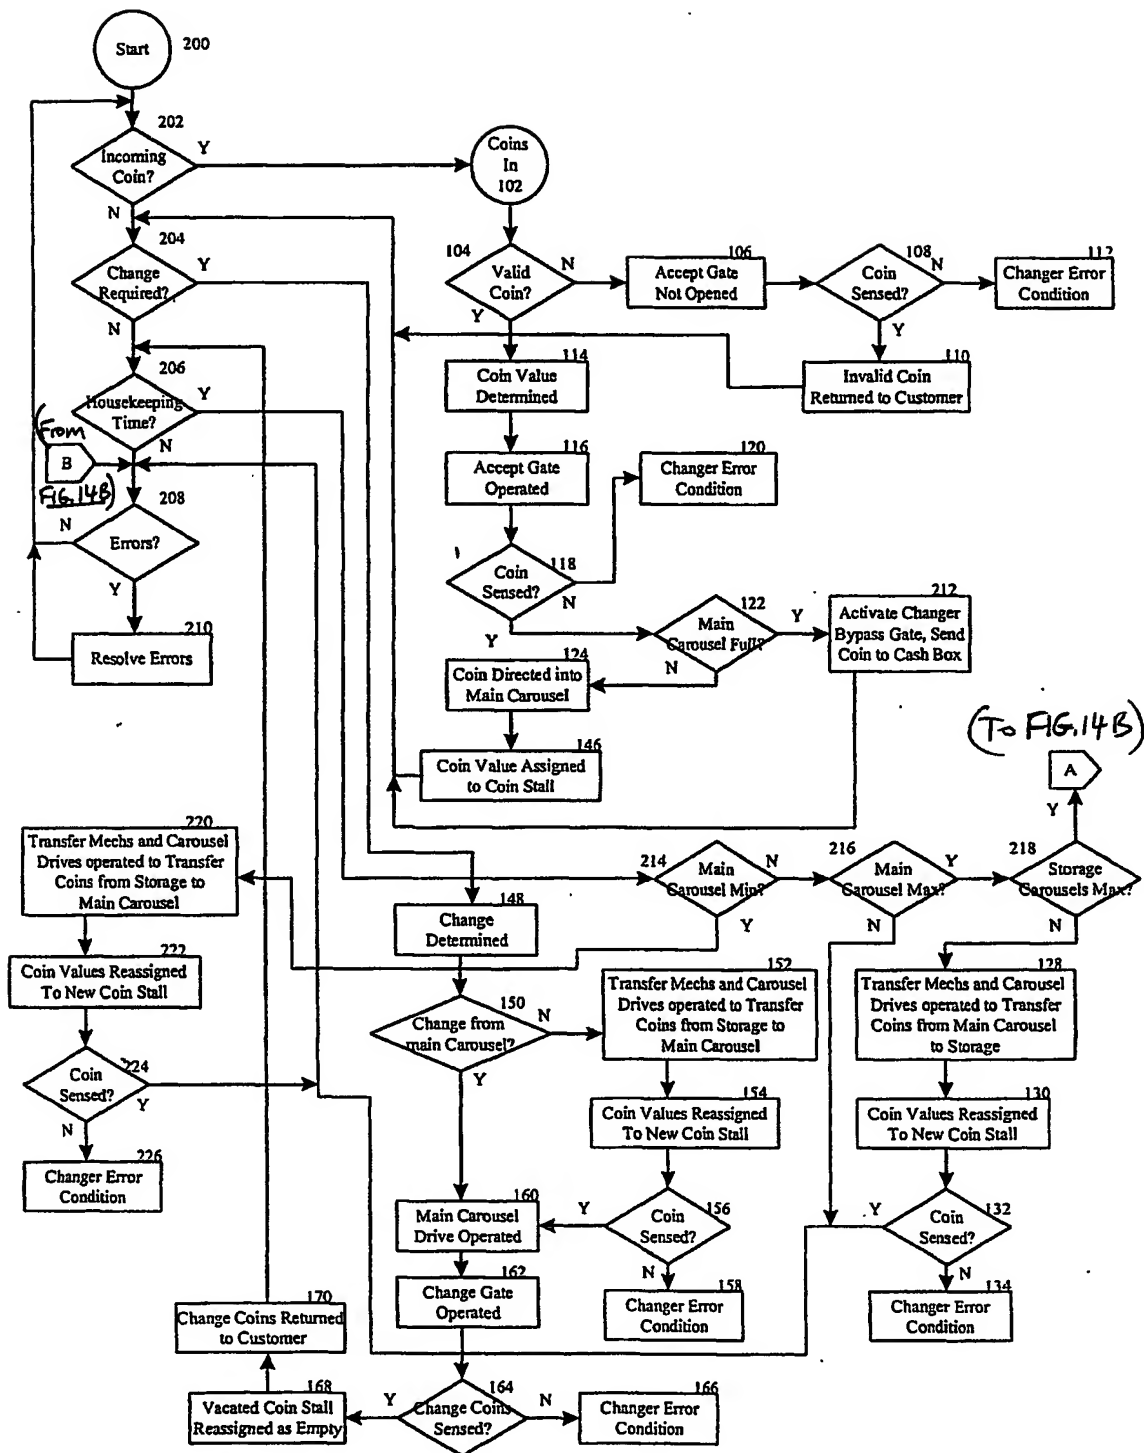 Start
200
202
Incoming
Coin?
Y
N
204
Change
Required?
Y
N
206
Housekeeping
Time?
Y
N
(From
B
FIG.14B)
208
N
Errors?
Y
210
Resolve Errors
Coins
In
102
104
Valid
Coin?
N
Y
106
Accept Gate
Not Opened
108
Coin
Sensed?
N
Y
112
Changer Error
Condition
110
Invalid Coin
Returned to Customer
114
Coin Value
Determined
116
Accept Gate
Operated
120
Changer Error
Condition
118
Coin
Sensed?
N
Y
122
Main
Carousel Full?
Y
N
212
Activate Changer
Bypass Gate, Send
Coin to Cash Box
124
Coin Directed into
Main Carousel
146
Coin Value Assigned
to Coin Stall
(To FIG.14B)
A
Y
220
Transfer Mechs and Carousel
Drives operated to Transfer
Coins from Storage to
Main Carousel
214
Main
Carousel Min?
N
Y
216
Main
Carousel Max?
Y
N
218
Storage
Carousels Max?
N
148
Change
Determined
222
Coin Values Reassigned
To New Coin Stall
150
Change from
main Carousel?
N
Y
152
Transfer Mechs and Carousel
Drives operated to Transfer
Coins from Storage to
Main Carousel
128
Transfer Mechs and Carousel
Drives operated to Transfer
Coins from Main Carousel
to Storage
224
Coin
Sensed?
Y
N
154
Coin Values Reassigned
To New Coin Stall
130
Coin Values Reassigned
To New Coin Stall
226
Changer Error
Condition
160
Main Carousel
Drive Operated
Y
Coin
Sensed?
156
N
Y
Coin
Sensed?
132
N
162
Change Gate
Operated
158
Changer Error
Condition
134
Changer Error
Condition
170
Change Coins Returned
to Customer
168
Vacated Coin Stall
Reassigned as Empty
Y
164
Change Coins
Sensed?
N
166
Changer Error
Condition